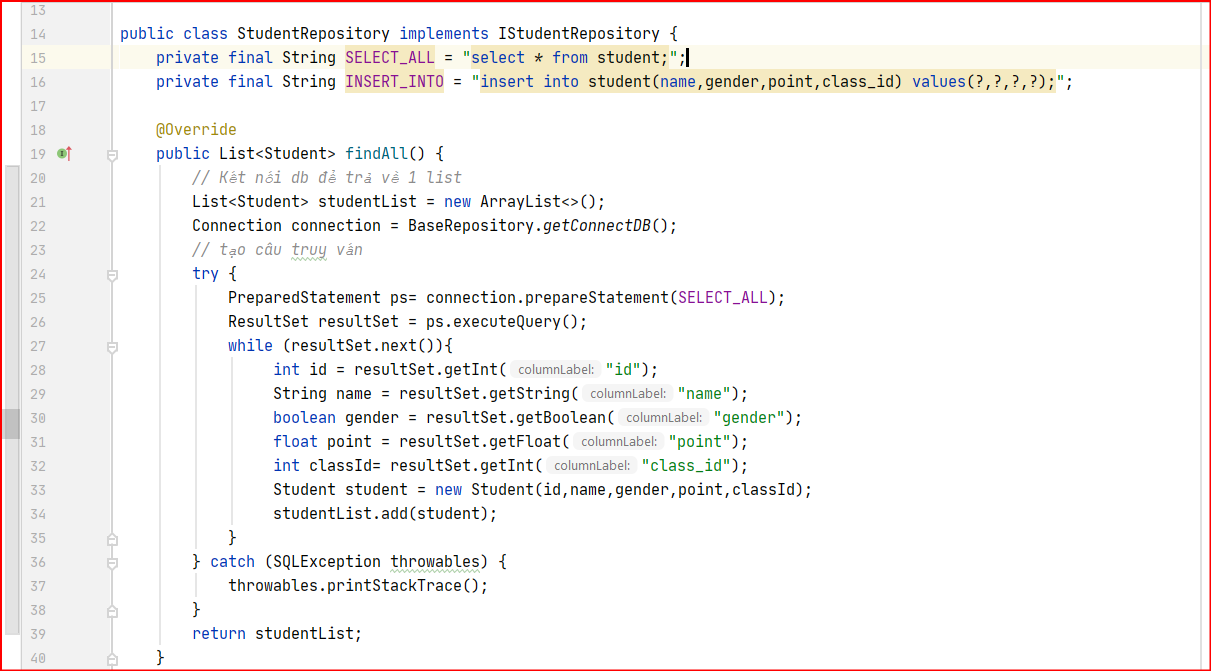 13
14 public class StudentRepository implements IStudentRepository {
15 private final String SELECT_ALL = "select * from student;";
16 private final String INSERT_INTO = "insert into student(name,gender,point,class_id) values(?,?,?,?);";
17
18 @Override
19 public List<Student> findAll() {
20 // Kết nối db để trả về 1 list
21 List<Student> studentList = new ArrayList<>();
22 Connection connection = BaseRepository.getConnectDB();
23 // tạo câu truy vấn
24 try {
25 PreparedStatement ps= connection.prepareStatement(SELECT_ALL);
26 ResultSet resultSet = ps.executeQuery();
27 while (resultSet.next()){
28 int id = resultSet.getInt( columnLabel: "id");
29 String name = resultSet.getString( columnLabel: "name");
30 boolean gender = resultSet.getBoolean( columnLabel: "gender");
31 float point = resultSet.getFloat( columnLabel: "point");
32 int classId= resultSet.getInt( columnLabel: "class_id");
33 Student student = new Student(id,name,gender,point,classId);
34 studentList.add(student);
35 }
36 } catch (SQLException throwables) {
37 throwables.printStackTrace();
38 }
39 return studentList;
40 }